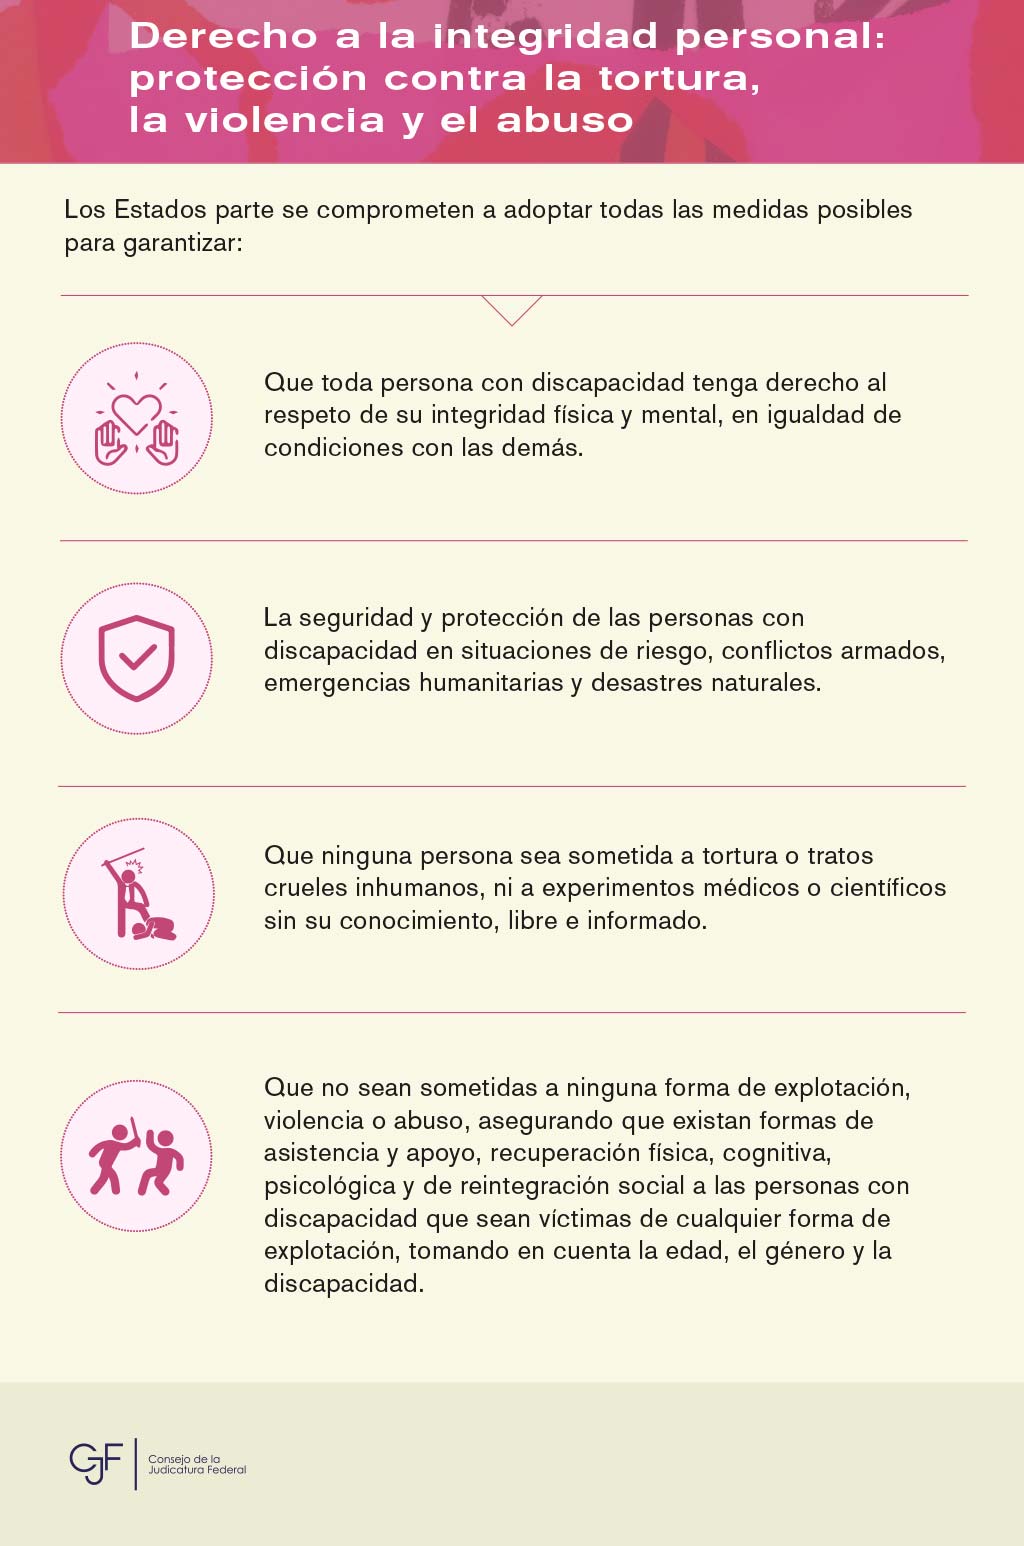 Derecho a la integridad personal:
protección contra la tortura,
la violencia y el abuso
Los Estados parte se comprometen a adoptar todas las medidas posibles
para garantizar:
Que toda persona con discapacidad tenga derecho al
respeto de su integridad física y mental, en igualdad de
condiciones con las demás.
La seguridad y protección de las personas con
discapacidad en situaciones de riesgo, conflictos armados,
emergencias humanitarias y desastres naturales.
Que ninguna persona sea sometida a tortura o tratos
crueles inhumanos, ni a experimentos médicos o científicos
sin su conocimiento, libre e informado.
Que no sean sometidas a ninguna forma de explotación,
violencia o abuso, asegurando que existan formas de
asistencia y apoyo, recuperación física, cognitiva,
psicológica y de reintegración social a las personas con
discapacidad que sean víctimas de cualquier forma de
explotación, tomando en cuenta la edad, el género y la
discapacidad.
CJF
Consejo de la
Judicatura Federal